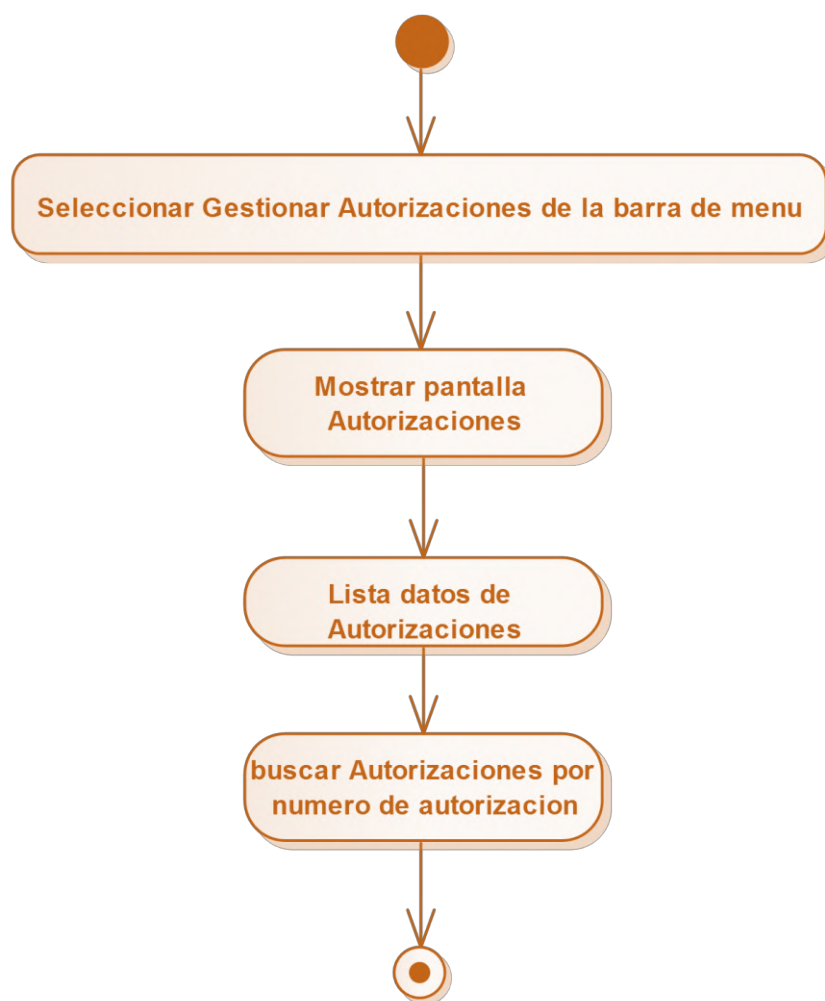 Seleccionar Gestionar Autorizaciones de la barra de menu
Mostrar pantalla
Autorizaciones
Lista datos de
Autorizaciones
buscar Autorizaciones por
numero de autorizacion